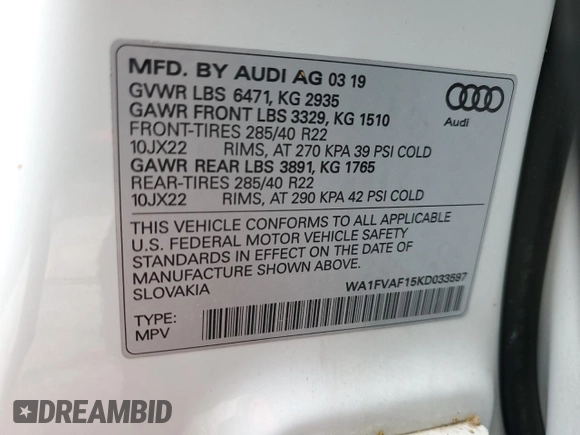 MFD. BY AUDI AG 03 19
GVWR LBS 6471, KG 2935
GAWR FRONT LBS 3329, KG 1510
FRONT-TIRES 285/40 R22
10JX22 RIMS, AT 270 KPA 39 PSI COLD
GAWR REAR LBS 3891, KG 1765
REAR-TIRES 285/40 R22
10JX22 RIMS, AT 290 KPA 42 PSI COLD
Audi
THIS VEHICLE CONFORMS TO ALL APPLICABLE
U.S. FEDERAL MOTOR VEHICLE SAFETY
STANDARDS IN EFFECT ON THE DATE OF
MANUFACTURE SHOWN ABOVE.
SLOVAKIA
WA1FVAF15KD033597
TYPE:
MPV
DREAMBID